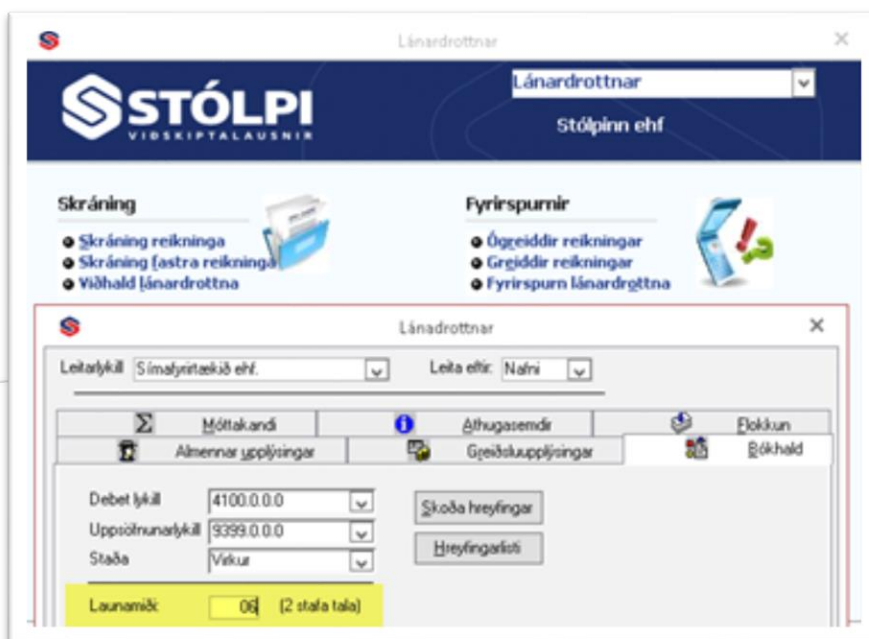 Lánardrottnar
STÓLPI
VIÐSKIPTALAUSNIR
Lánardrottnar
Stólpinn ehf
Skráning
Skráning reikninga
Skráning fastra reikninga
Viðhald lánardrottna
Fyrirspurnir
Ógreiddir reikningar
Greiddir reikningar
Fyrirspurn lánardrottna
Lánadrottnar
Leitarlykill Símafyrirtækið ehf. Leita eftir: Nafni
Móttakandi Athugasemdir Flokkun
Almennar upplýsingar Greiðsluupplýsingar Bókhald
Debet lykill 4100.0.0.0 Skoða hreyfingar
Uppsöfnunarlykill 9399.0.0.0
Hreyfingarlisti
Staða Virkur
Launamiði: 06 (2 stafa tala)